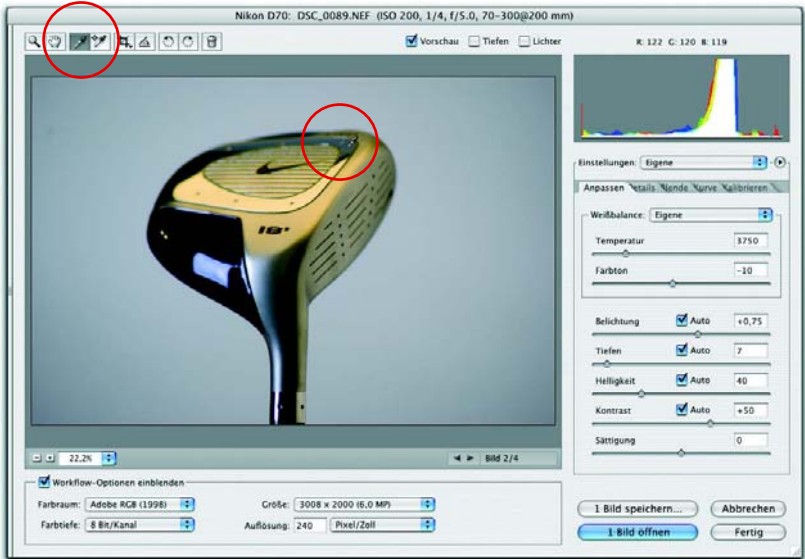 Nikon D70: DSC_0089.NEF (ISO 200, 1/4, f/5.0, 70-300@200 mm)
Vorschau Tiefen Lichter
R: 122 G: 120 B: 119
18°
Einstellungen: Eigene
Anpassen Details Blende Kurve Kalibrieren
Weißbalance: Eigene
Temperatur 3750
Farbton -10
Belichtung Auto +0,75
Tiefen Auto 7
Helligkeit Auto 40
Kontrast Auto +50
Sättigung 0
22,2% Bild 2/4
Workflow-Optionen einblenden
Farbraum: Adobe RGB (1998) Größe: 3008 x 2000 (6,0 MP)
Farbtiefe: 8 Bit/Kanal Auflösung: 240 Pixel/Zoll
1 Bild speichern... Abbrechen
1 Bild öffnen Fertig